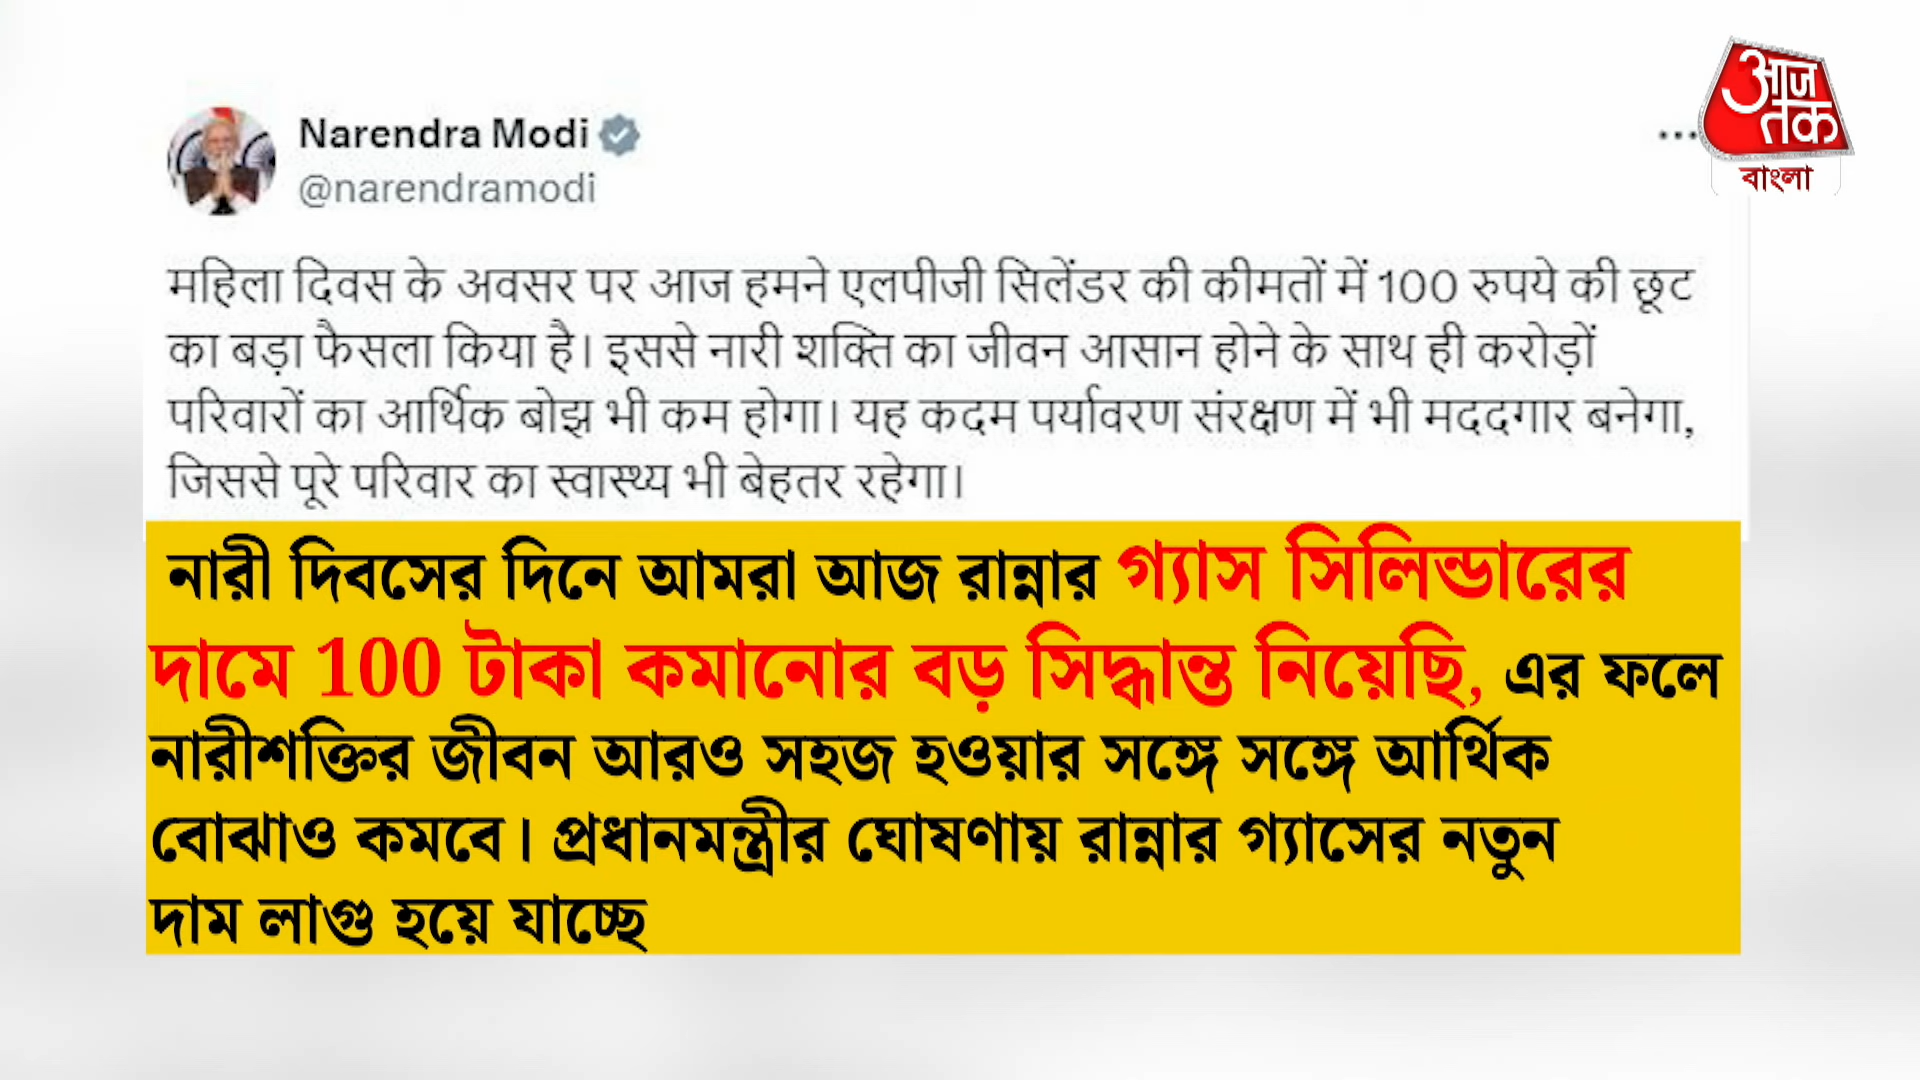 Narendra Modi
@narendramodi
आज
तक
বাংলা
महिला दिवस के अवसर पर आज हमने एलपीजी सिलेंडर की कीमतों में 100 रुपये की छूट
का बड़ा फैसला किया है। इससे नारी शक्ति का जीवन आसान होने के साथ ही करोड़ों
परिवारों का आर्थिक बोझ भी कम होगा। यह कदम पर्यावरण संरक्षण में भी मददगार बनेगा,
जिससे पूरे परिवार का स्वास्थ्य भी बेहतर रहेगा।
নারী দিবসের দিনে আমরা আজ রান্নার গ্যাস সিলিন্ডারের
দামে 100 টাকা কমানোর বড় সিদ্ধান্ত নিয়েছি, এর ফলে
নারীশক্তির জীবন আরও সহজ হওয়ার সঙ্গে সঙ্গে আর্থিক
বোঝাও কমবে। প্রধানমন্ত্রীর ঘোষণায় রান্নার গ্যাসের নতুন
দাম লাগু হয়ে যাচ্ছে